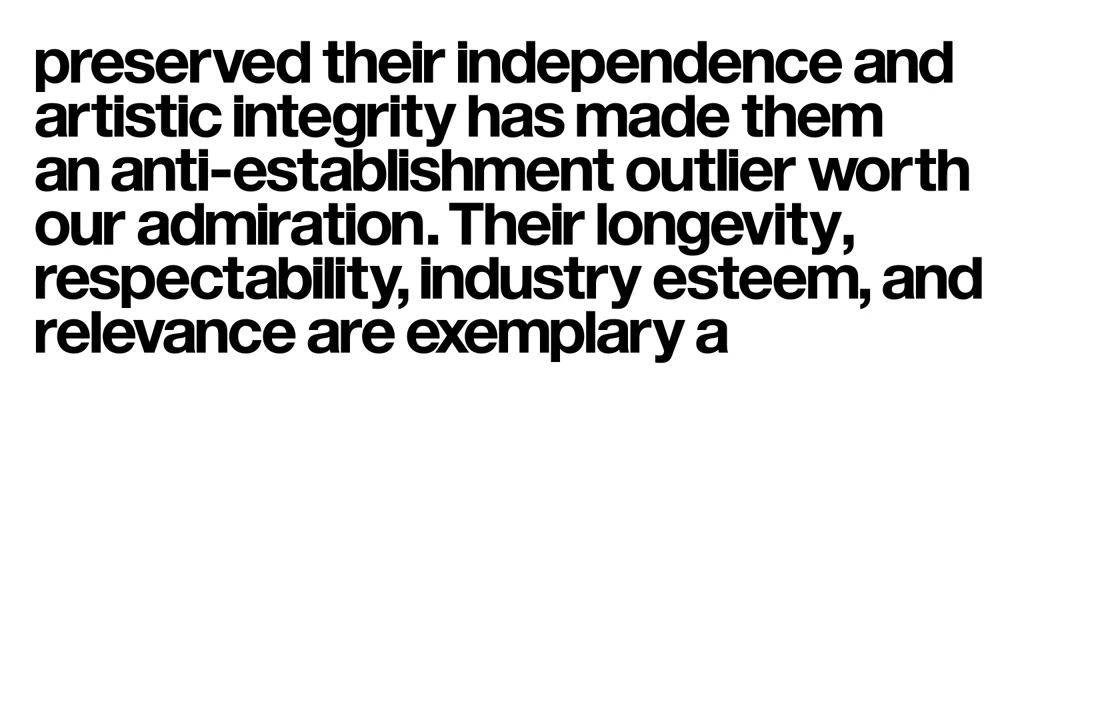 preserved their independence and
artistic integrity has made them
an anti-establishment outlier worth
our admiration. Their longevity,
respectability, industry esteem, and
relevance are exemplary a